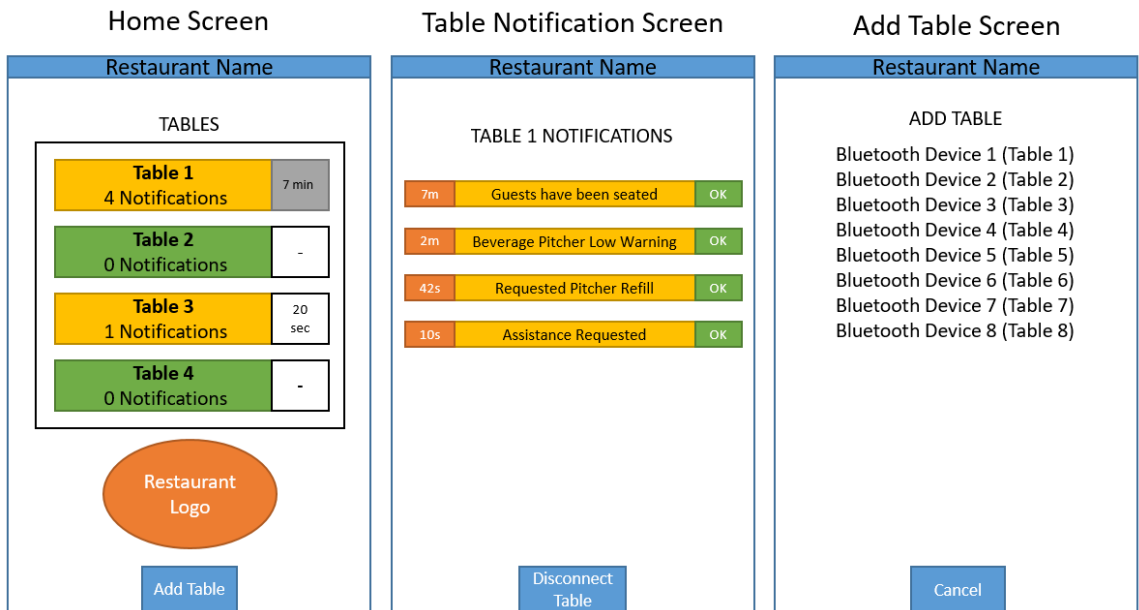 Home Screen
Restaurant Name
TABLES
Table 1
4 Notifications
7 min
Table 2
0 Notifications
-
Table 3
1 Notifications
20
sec
Table 4
0 Notifications
-
Restaurant
Logo
Add Table
Table Notification Screen
Restaurant Name
TABLE 1 NOTIFICATIONS
7m Guests have been seated OK
2m Beverage Pitcher Low Warning OK
42s Requested Pitcher Refill OK
10s Assistance Requested OK
Disconnect
Table
Add Table Screen
Restaurant Name
ADD TABLE
Bluetooth Device 1 (Table 1)
Bluetooth Device 2 (Table 2)
Bluetooth Device 3 (Table 3)
Bluetooth Device 4 (Table 4)
Bluetooth Device 5 (Table 5)
Bluetooth Device 6 (Table 6)
Bluetooth Device 7 (Table 7)
Bluetooth Device 8 (Table 8)
Cancel